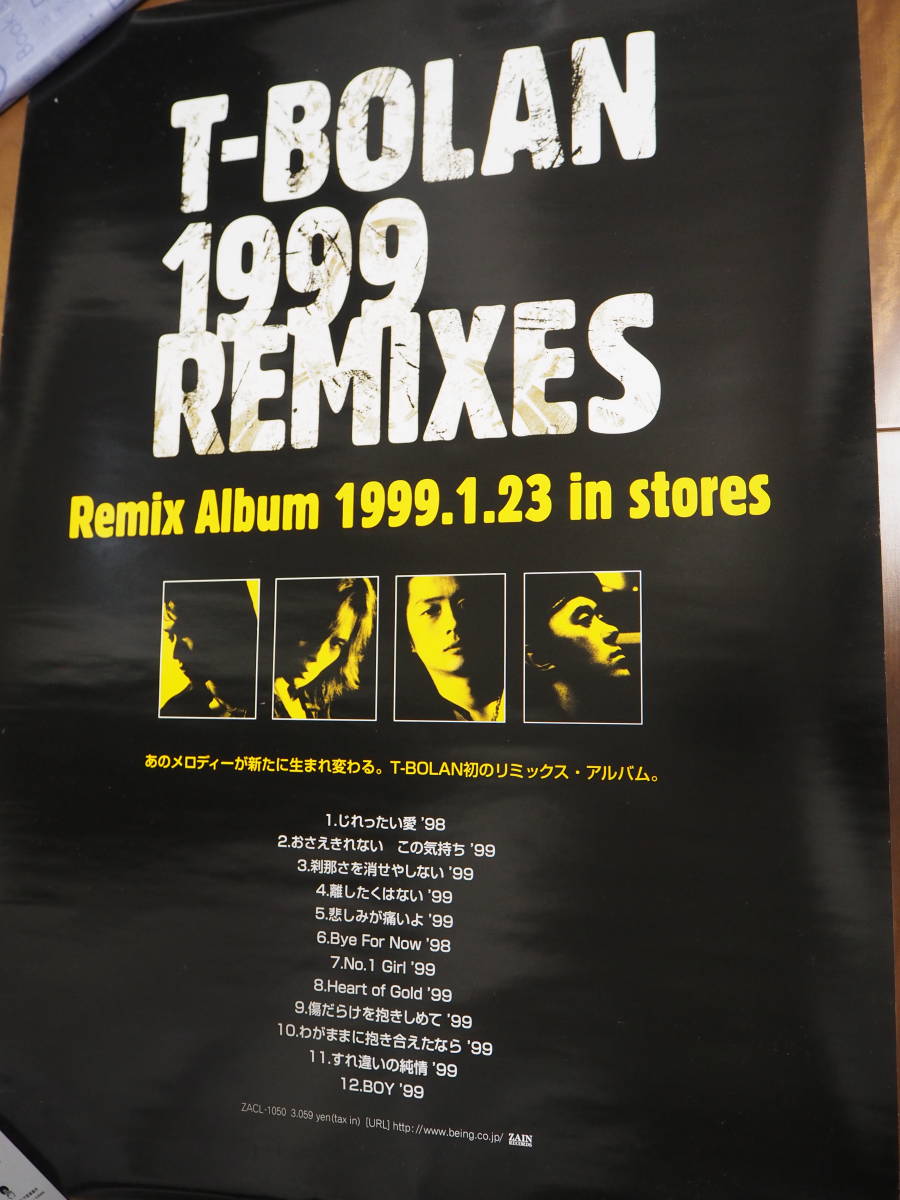 T-BOLAN
1999
REMIXES
Remix Album 1999.1.23 in stores
あのメロディーが新たに生まれ変わる。T-BOLAN初のリミックス・アルバム。
1.じれったい愛 '98
2.おさえきれない この気持ち '99
3.刹那さを消せやしない '99
4.離したくはない '99
5.悲しみが痛いよ '99
6.Bye For Now '98
7.No.1 Girl '99
8.Heart of Gold '99
9.傷だらけを抱きしめて '99
10.わがままに抱き合えたなら '99
11.すれ違いの純情 '99
12.BOY '99
ZACL-1050 3.059 yen(tax in) [URL] http://www.being.co.jp/ ZAIN RECORDS
Book